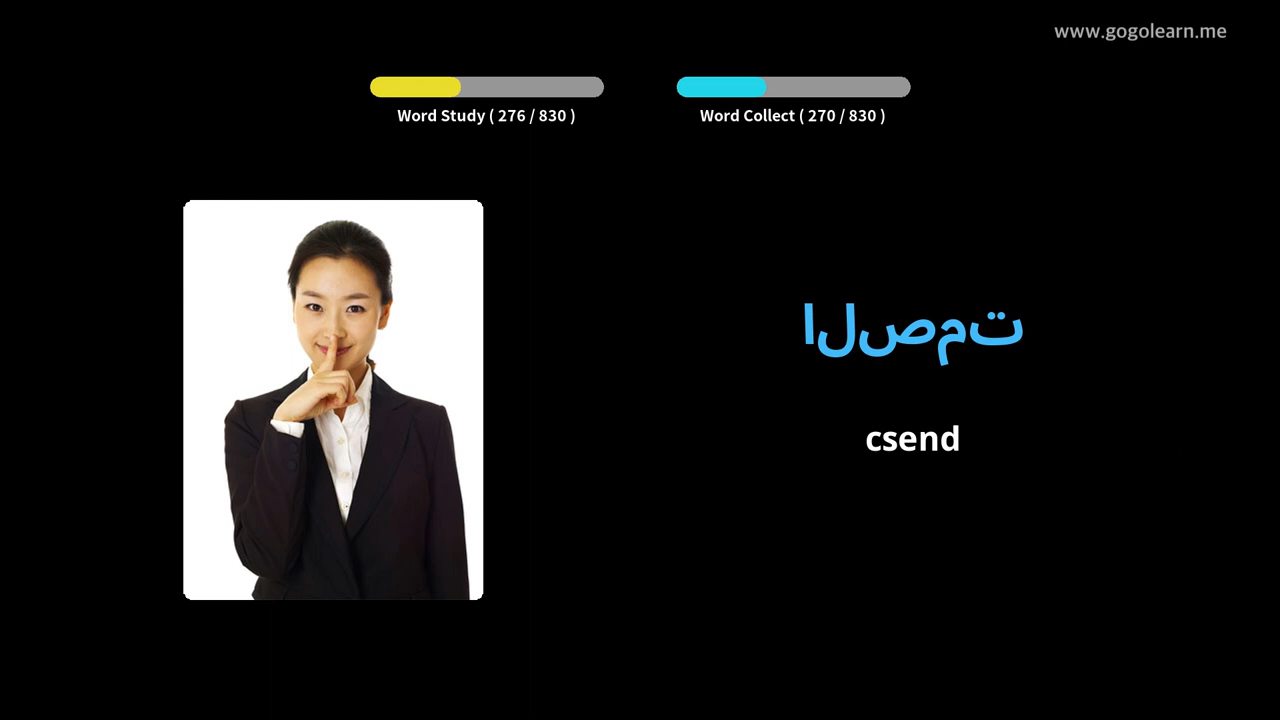 www.gogolearn.me
Word Study ( 276 / 830 )
Word Collect ( 270 / 830 )
الصمت
csend